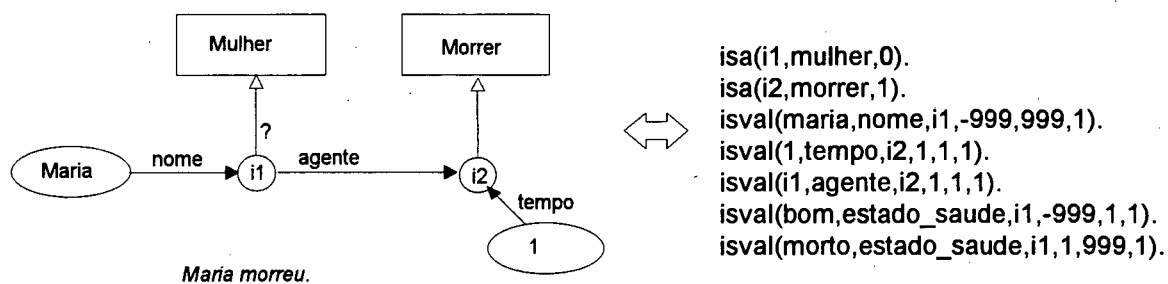 Mulher
Morrer
?
Maria
nome
i1
agente
i2
tempo
1
Maria morreu.
isa(i1,mulher,0).
isa(i2,morrer,1).
isval(maria,nome,i1,-999,999,1).
isval(1,tempo,i2,1,1,1).
isval(i1,agente,i2,1,1,1).
isval(bom,estado_saude,i1,-999,1,1).
isval(morto,estado_saude,i1,1,999,1).